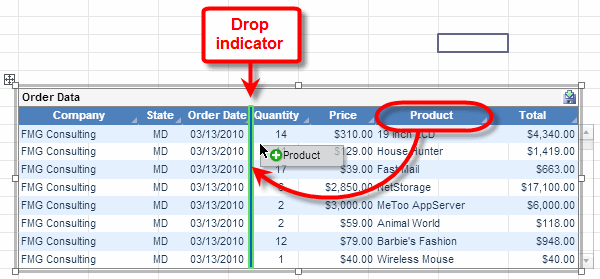 Drop
indicator
Order Data
Company State Order Date Quantity Price Product Total
FMG Consulting MD 03/13/2010 14 $310.00 19 inch LCD $4,340.00
FMG Consulting MD 03/13/2010 $129.00 House Hunter $1,419.00
Product
FMG Consulting MD 03/13/2010 17 $39.00 Fast Mail $663.00
FMG Consulting MD 03/13/2010 6 $2,850.00 NetStorage $17,100.00
FMG Consulting MD 03/13/2010 2 $3,000.00 MeToo AppServer $6,000.00
FMG Consulting MD 03/13/2010 2 $59.00 Animal World $118.00
FMG Consulting MD 03/13/2010 12 $79.00 Barbie's Fashion $948.00
FMG Consulting MD 03/13/2010 1 $40.00 Wireless Mouse $40.00